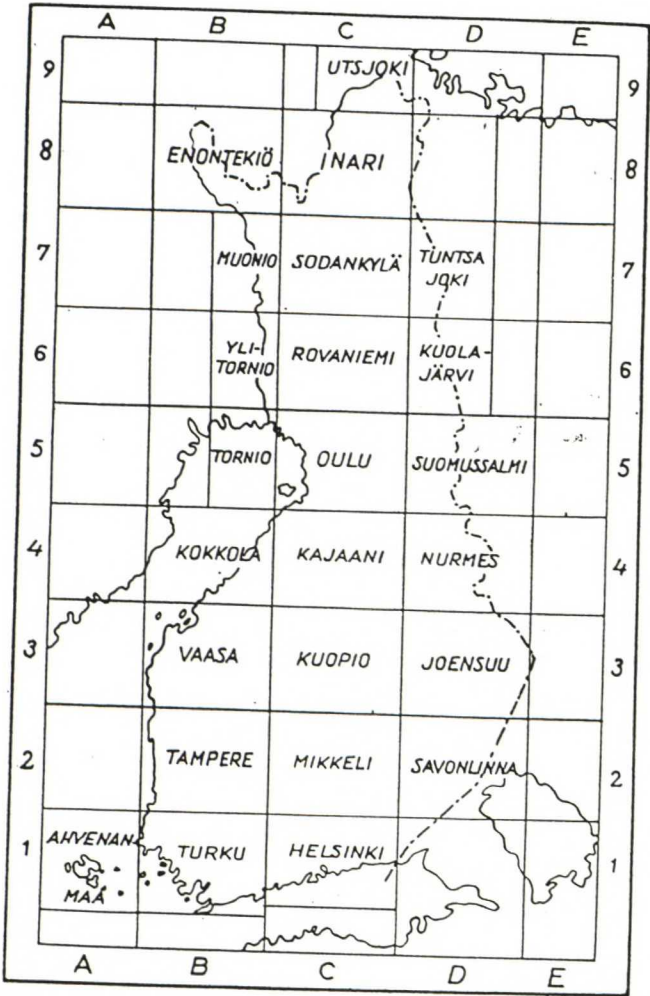 A B C D E
9 UTSJOKI 9
8 ENONTEKIÖ INARI 8
7 MUONIO SODANKYLÄ TUNTSA 7
JOKI
6 YLI- ROVANIEMI KUOLA- 6
TORNIO JÄRVI
5 TORNIO OULU SUOMUSSALMI 5
4 KOKKOLA KAJAANI NURMES 4
3 VAASA KUOPIO JOENSUU 3
2 TAMPERE MIKKELI SAVONLINNA 2
1 AHVENAN TURKU HELSINKI 1
MAA
A B C D E